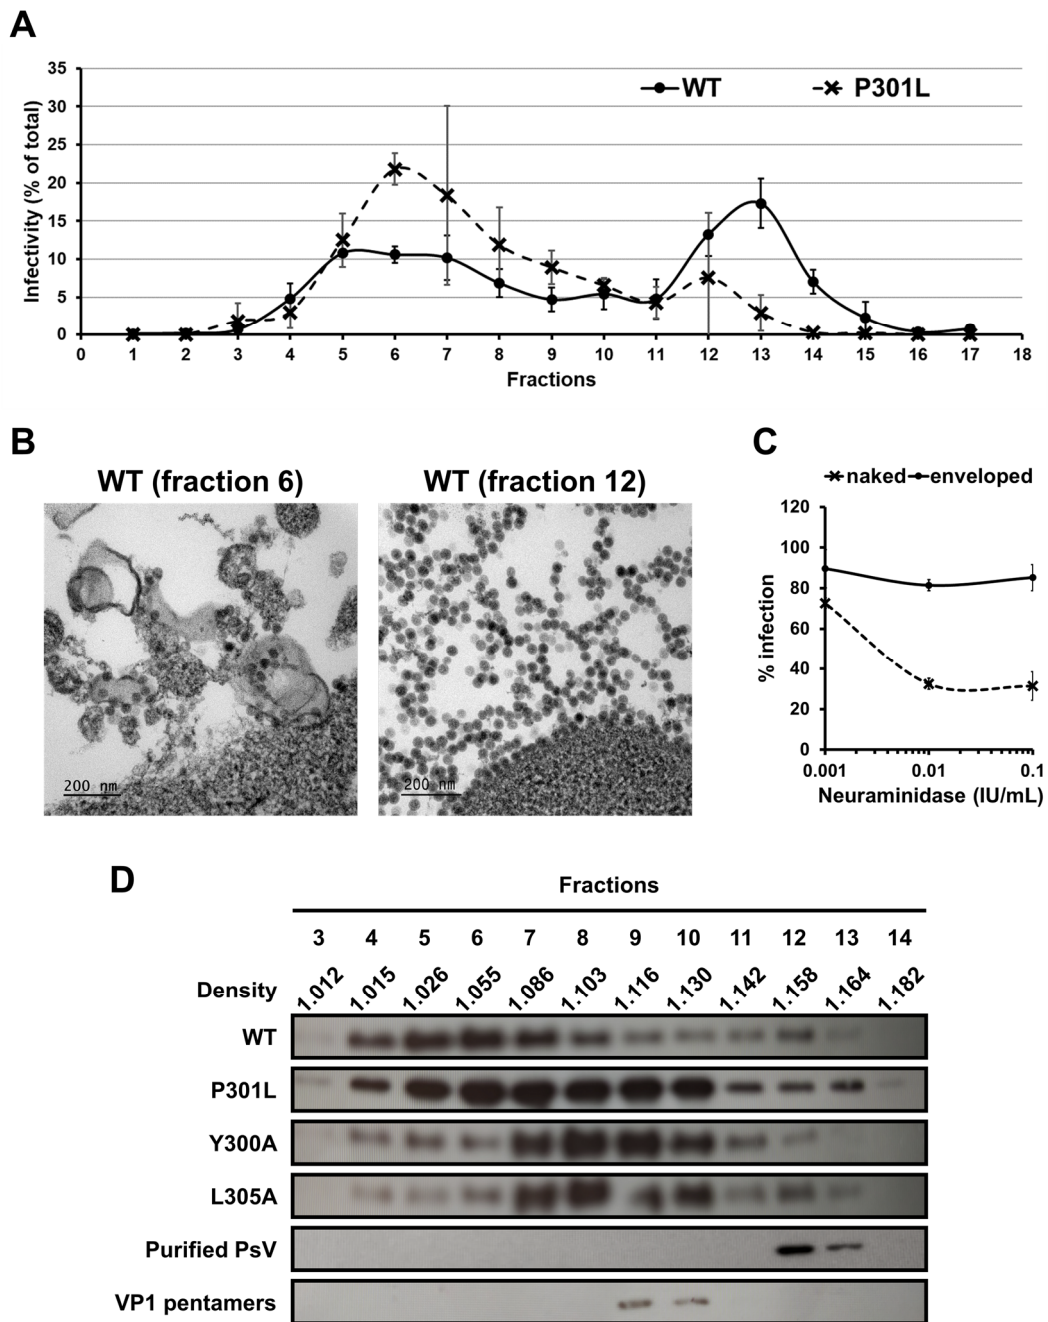 A
35
30
25
20
15
10
5
0
Infectivity (% of total)
WT
P301L
0 1 2 3 4 5 6 7 8 9 10 11 12 13 14 15 16 17 18
Fractions
B
WT (fraction 6)
WT (fraction 12)
200 nm
200 nm
C
naked enveloped
120
100
80
60
40
20
0
% infection
0.001 0.01 0.1
Neuraminidase (IU/mL)
D
Fractions
3 4 5 6 7 8 9 10 11 12 13 14
Density 1.012 1.015 1.026 1.055 1.086 1.103 1.116 1.130 1.142 1.158 1.164 1.182
WT
P301L
Y300A
L305A
Purified PsV
VP1 pentamers